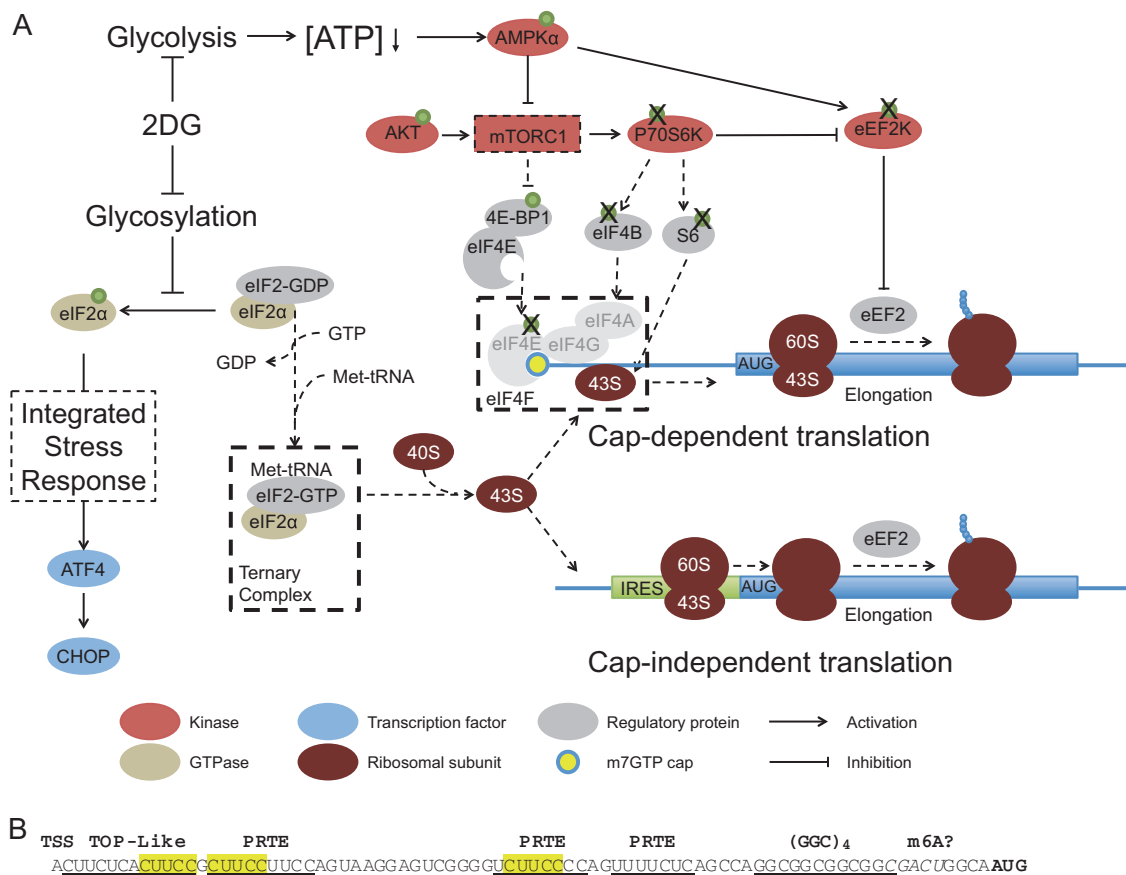 A
Glycolysis
[ATP]
AMPKα
2DG
AKT
mTORC1
P70S6K
eEF2K
Glycosylation
4E-BP1
eIF4E
eIF4B
S6
eIF2-GDP
eIF2α
eIF2α
GTP
GDP
Met-tRNA
eIF4A
eIF4E
eIF4G
eIF4F
43S
AUG
60S
43S
eEF2
Elongation
Cap-dependent translation
Integrated
Stress
Response
Met-tRNA
eIF2-GTP
eIF2α
Ternary
Complex
40S
43S
ATF4
CHOP
IRES
60S
43S
AUG
eEF2
Elongation
Cap-independent translation
Kinase
Transcription factor
Regulatory protein
Activation
GTPase
Ribosomal subunit
m7GTP cap
Inhibition
B
TSS TOP-Like PRTE PRTE PRTE (GGC)4 m6A?
ACUUCUCACUUCCGCUUCCUUCCAGUAAGGAGUCGGGGUCUUCCCCAGUUUUCUCAGCCAGGCGGCGGCGGCGACUGGCAAUG